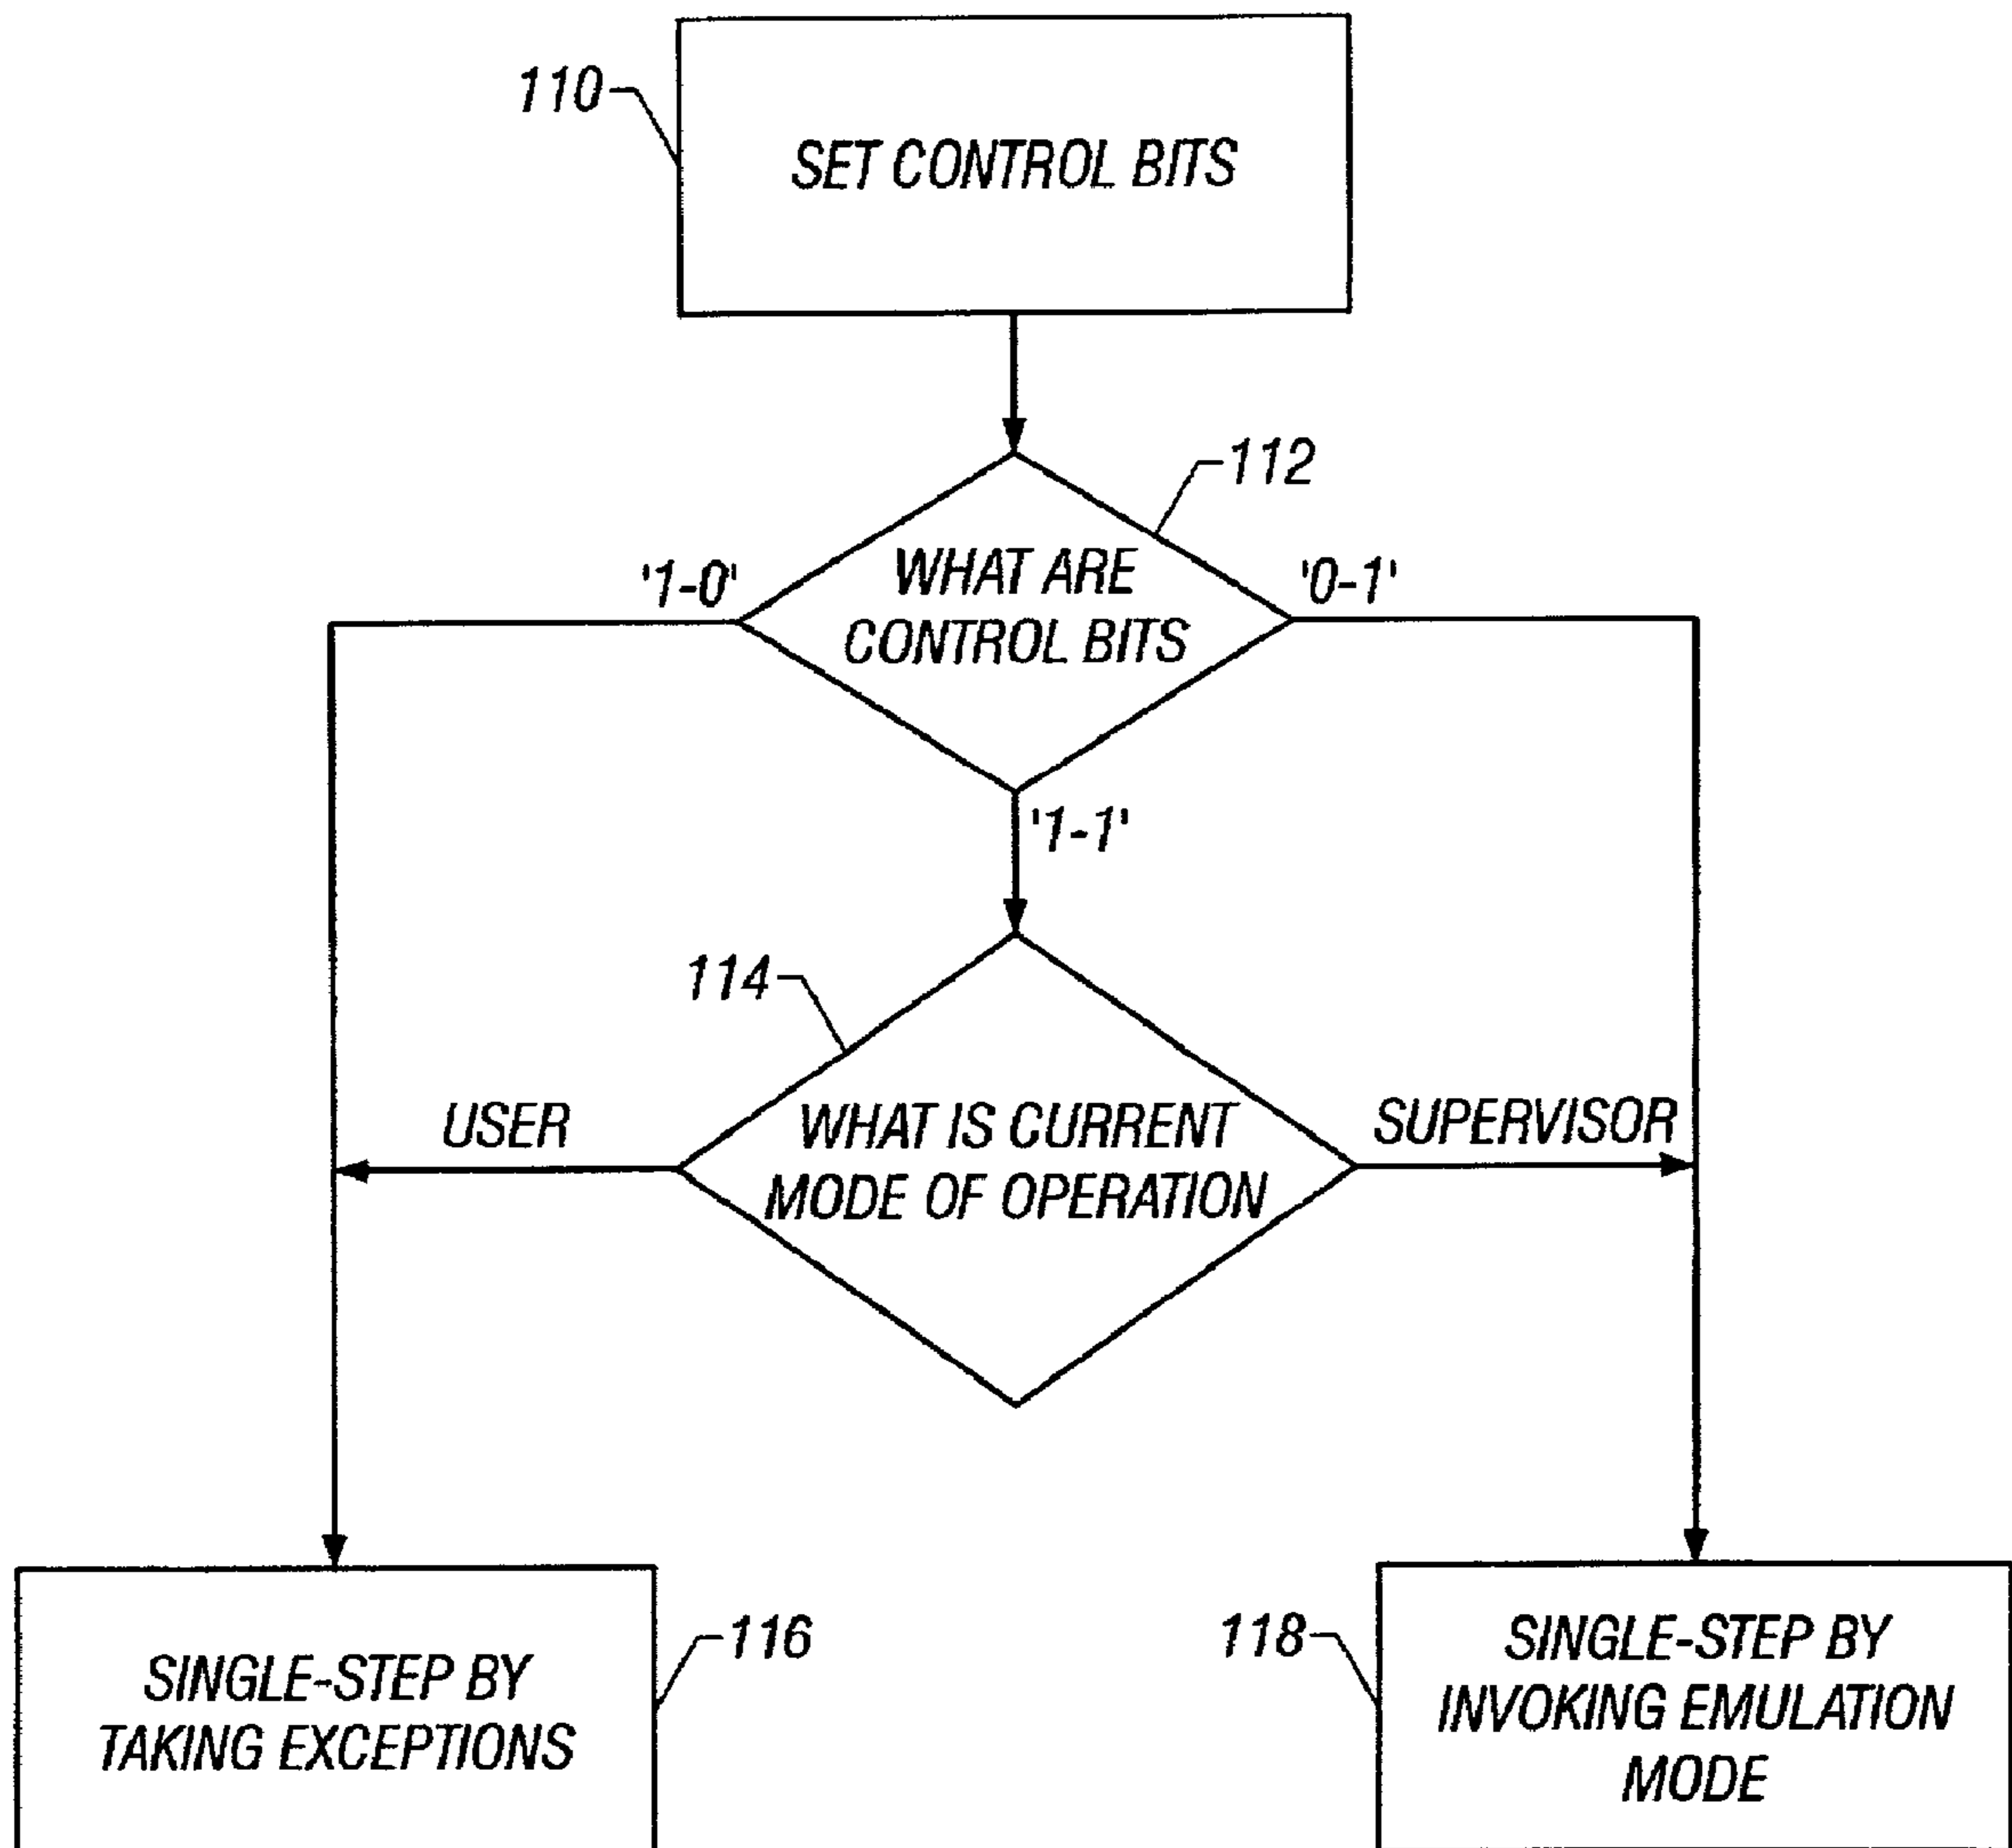 110
SET CONTROL BITS
112
'1-0'
WHAT ARE
CONTROL BITS
'0-1'
'1-1'
114
USER
WHAT IS CURRENT
MODE OF OPERATION
SUPERVISOR
SINGLE-STEP BY
TAKING EXCEPTIONS
116
118
SINGLE-STEP BY
INVOKING EMULATION
MODE